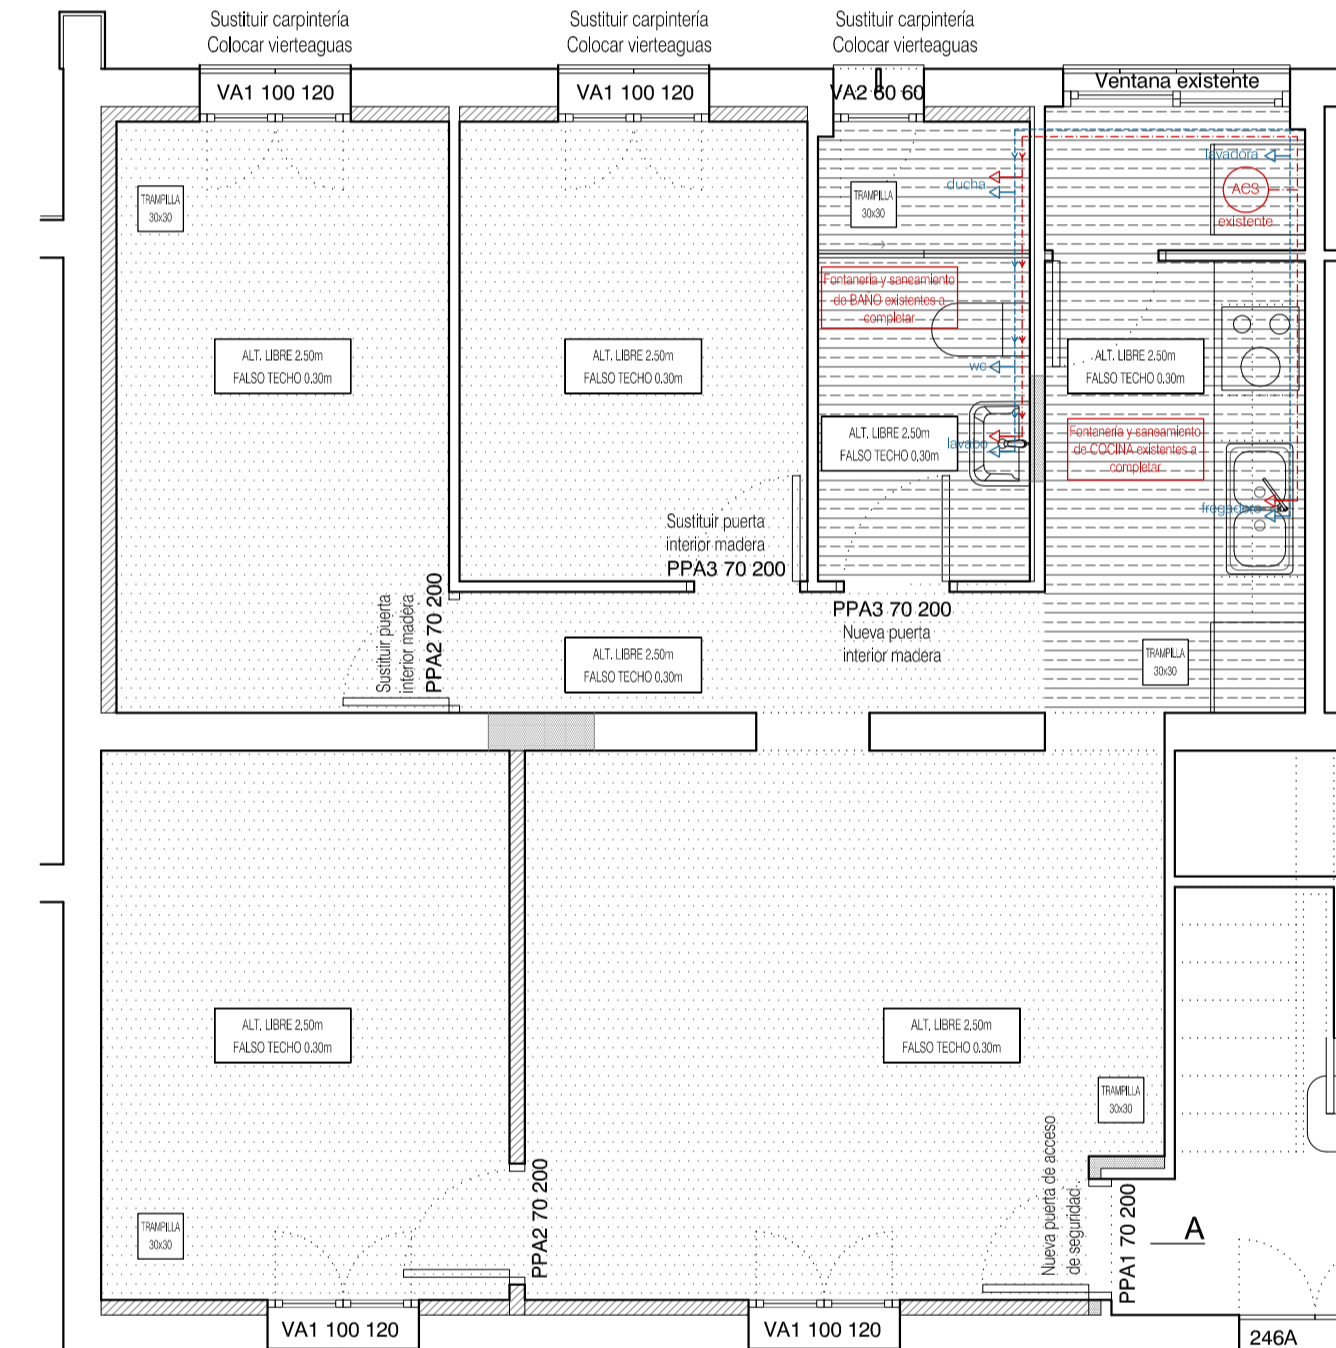 Sustituir carpintería
Colocar vierteaguas
Sustituir carpintería
Colocar vierteaguas
Sustituir carpintería
Colocar vierteaguas
VA1 100 120
VA1 100 120
VA2 60 60
Ventana existente
TRAMPILLA
30x30
TRAMPILLA
30x30
ducha
lavadora
ACS
existente
Fontanería y saneamiento
de BAÑO existentes a
completar
ALT. LIBRE 2.50m
FALSO TECHO 0.30m
ALT. LIBRE 2.50m
FALSO TECHO 0.30m
wc
ALT. LIBRE 2.50m
FALSO TECHO 0.30m
ALT. LIBRE 2.50m
FALSO TECHO 0.30m
lavabo
Fontanería y saneamiento
de COCINA existentes a
completar
fregadero
Sustituir puerta
interior madera
PPA3 70 200
Sustituir puerta
interior madera
PPA2 70 200
PPA3 70 200
Nueva puerta
interior madera
ALT. LIBRE 2.50m
FALSO TECHO 0.30m
TRAMPILLA
30x30
ALT. LIBRE 2.50m
FALSO TECHO 0.30m
ALT. LIBRE 2.50m
FALSO TECHO 0.30m
TRAMPILLA
30x30
TRAMPILLA
30x30
PPA2 70 200
Nueva puerta de acceso
de seguridad
PPA1 70 200
A
VA1 100 120
VA1 100 120
246A